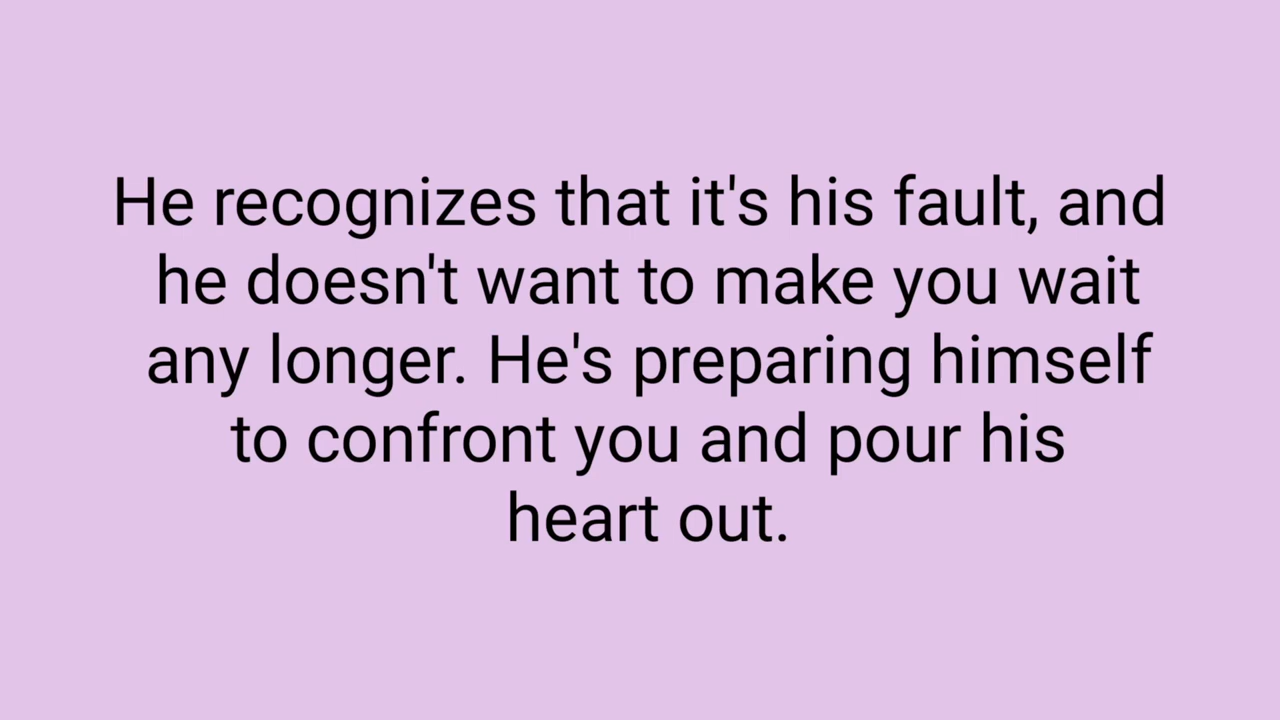 He recognizes that it's his fault, and
he doesn't want to make you wait
any longer. He's preparing himself
to confront you and pour his
heart out.